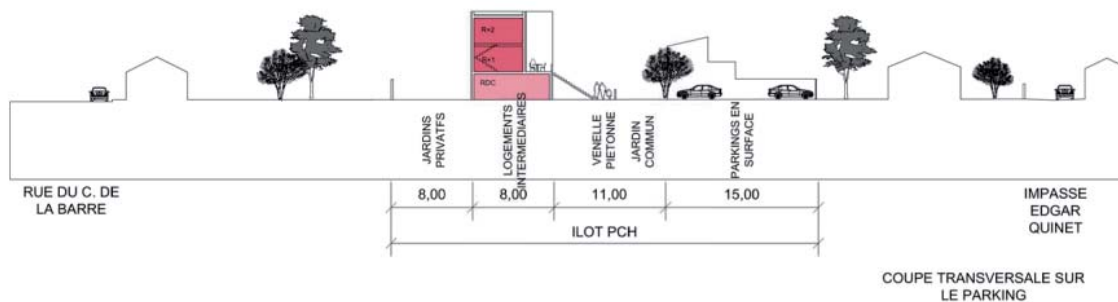 R+2
R+1
RDC
JARDINS
PRIVATFS
LOGEMENTS
INTERMEDIAIRES
VENELLE
PIETONNE
JARDIN
COMMUN
PARKINGS EN
SURFACE
RUE DU C. DE
LA BARRE
8,00
8,00
11,00
15,00
IMPASSE
EDGAR
QUINET
ILOT PCH
COUPE TRANSVERSALE SUR
LE PARKING